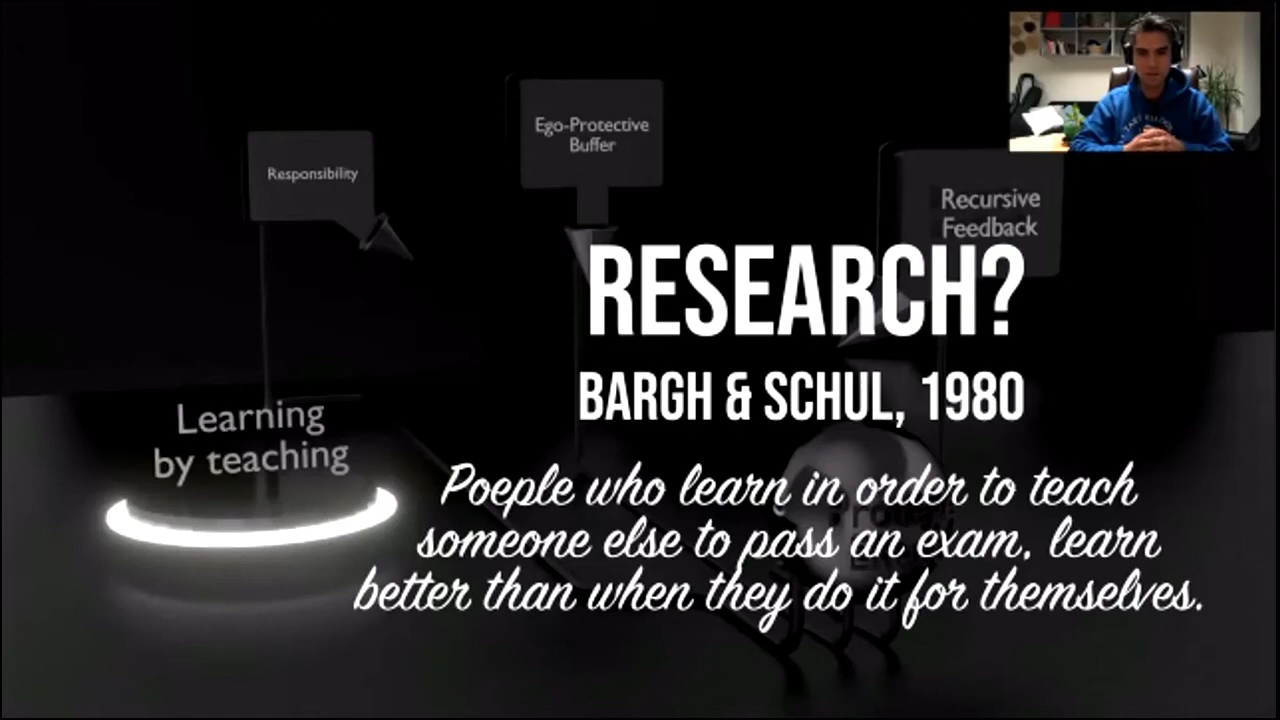 Responsibility
Ego-Protective
Buffer
Recursive
Feedback
RESEARCH?
BARGH & SCHUL, 1980
Learning
by teaching
Poeple who learn in order to teach
someone else to pass an exam, learn
better than when they do it for themselves.